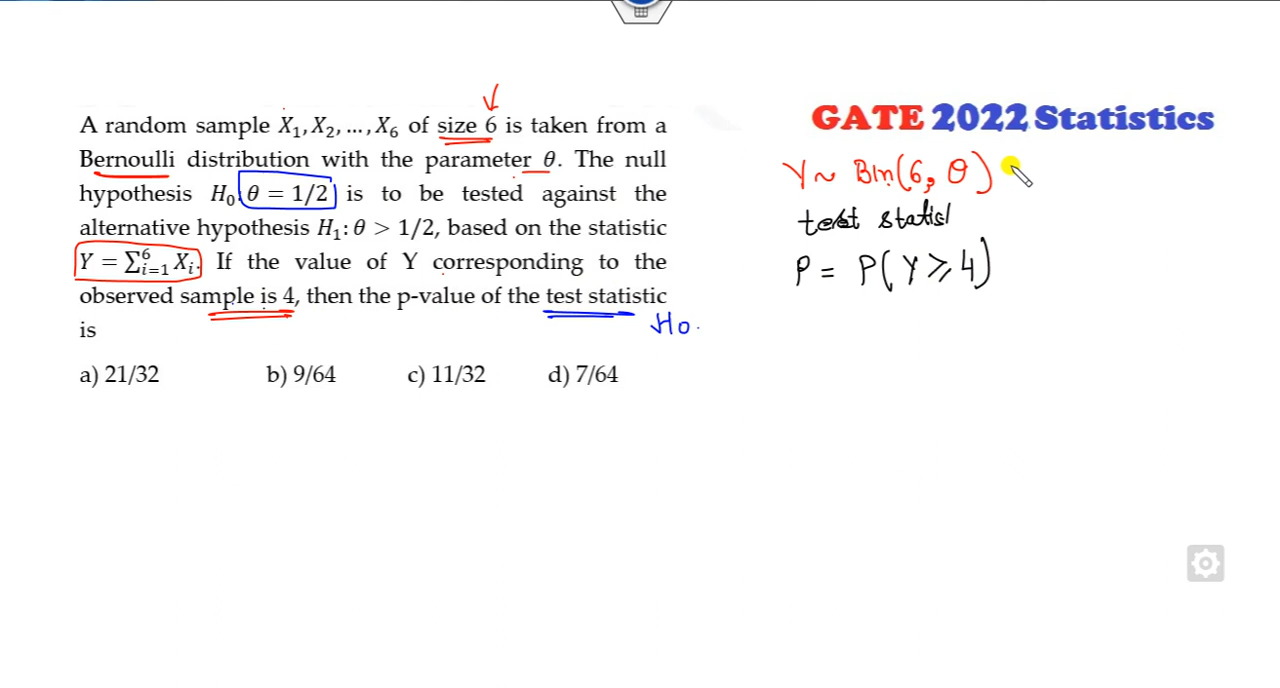 A random sample X₁, X₂, ..., X₆ of size 6 is taken from a
Bernoulli distribution with the parameter θ. The null
hypothesis H₀: θ = 1/2 is to be tested against the
alternative hypothesis H₁: θ > 1/2, based on the statistic
Y = ∑⁶ᵢ₌₁ Xᵢ. If the value of Y corresponding to the
observed sample is 4, then the p-value of the test statistic
is
H₀.
a) 21/32 b) 9/64 c) 11/32 d) 7/64
GATE 2022 Statistics
Y ~ Bin(6, θ)
test statisl
P = P(Y ≥ 4)